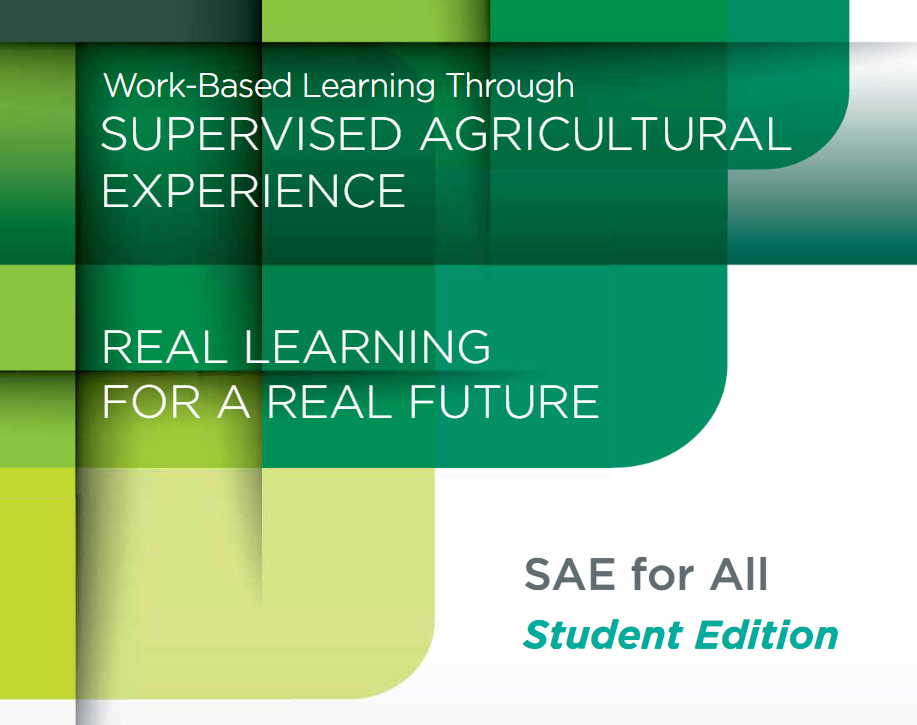 Work-Based Learning Through
SUPERVISED AGRICULTURAL
EXPERIENCE
REAL LEARNING
FOR A REAL FUTURE
SAE for All
Student Edition